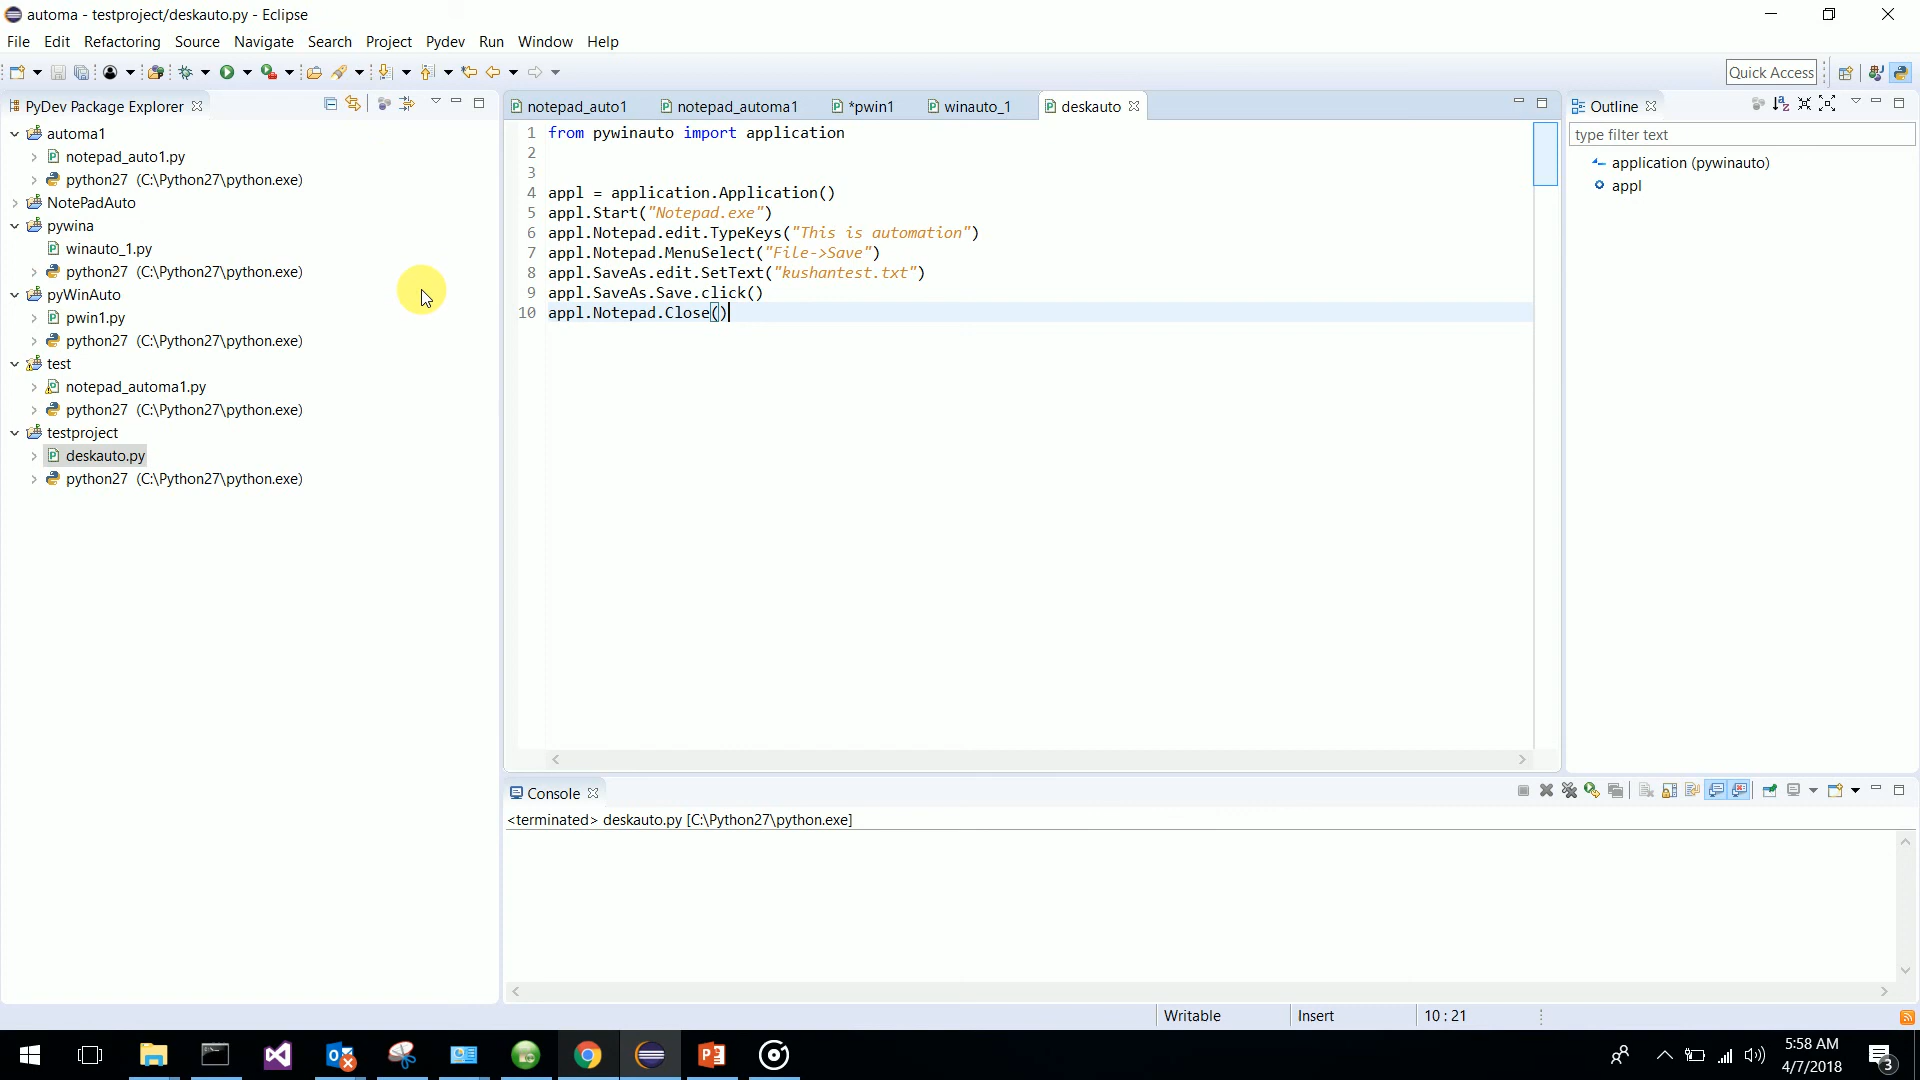 automa - testproject/deskauto.py - Eclipse
File Edit Refactoring Source Navigate Search Project Pydev Run Window Help
Quick Access
PyDev Package Explorer
automa1
notepad_auto1.py
python27 (C:\Python27\python.exe)
NotePadAuto
pywina
winauto_1.py
python27 (C:\Python27\python.exe)
pyWinAuto
pwin1.py
python27 (C:\Python27\python.exe)
test
notepad_automa1.py
python27 (C:\Python27\python.exe)
testproject
deskauto.py
python27 (C:\Python27\python.exe)
notepad_auto1 notepad_automa1 *pwin1 winauto_1 deskauto
1 from pywinauto import application
2
3
4 appl = application.Application()
5 appl.Start("Notepad.exe")
6 appl.Notepad.edit.TypeKeys("This is automation")
7 appl.Notepad.MenuSelect("File->Save")
8 appl.SaveAs.edit.SetText("kushantest.txt")
9 appl.SaveAs.Save.click()
10 appl.Notepad.Close()
Outline
type filter text
application (pywinauto)
appl
Console
<terminated> deskauto.py [C:\Python27\python.exe]
Writable Insert 10 : 21
5:58 AM
4/7/2018
3